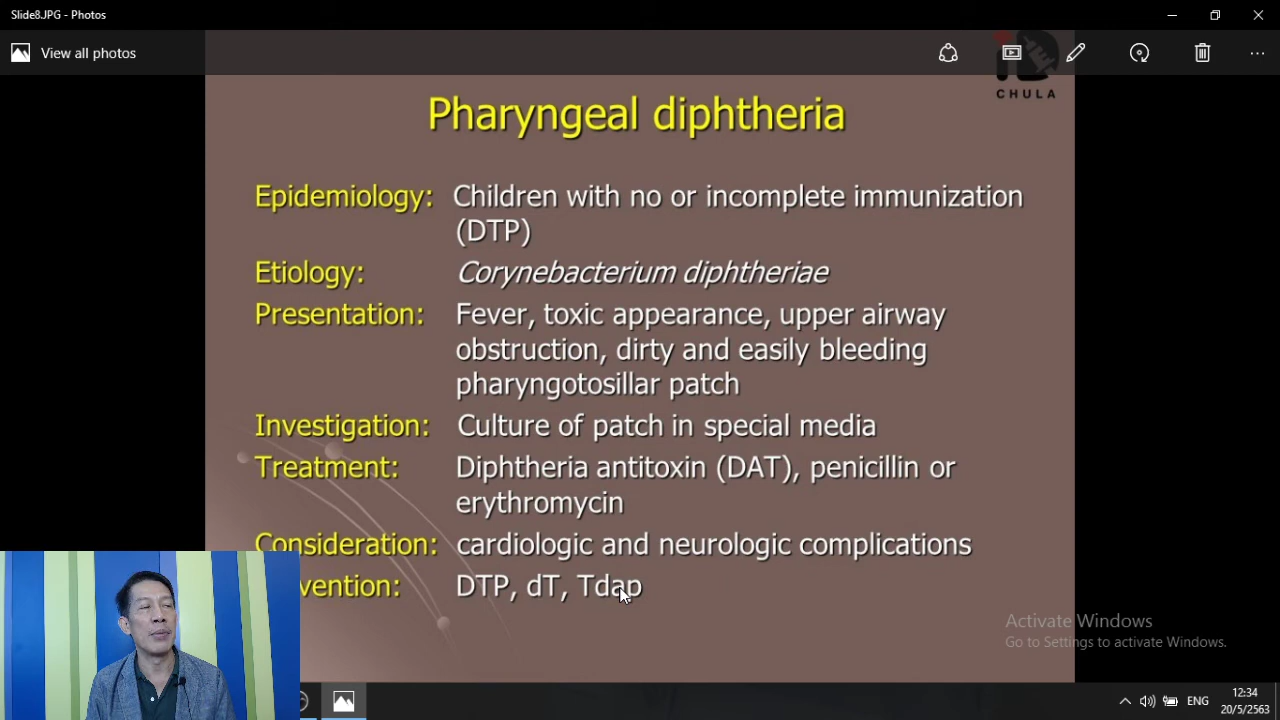 Slide8.JPG - Photos
View all photos
CHULA
Pharyngeal diphtheria
Epidemiology: Children with no or incomplete immunization
(DTP)
Etiology: Corynebacterium diphtheriae
Presentation: Fever, toxic appearance, upper airway
obstruction, dirty and easily bleeding
pharyngotosillar patch
Investigation: Culture of patch in special media
Treatment: Diphtheria antitoxin (DAT), penicillin or
erythromycin
Consideration: cardiologic and neurologic complications
vention: DTP, dT, Tdap
Activate Windows
Go to Settings to activate Windows.
ENG
12:34
20/5/2563